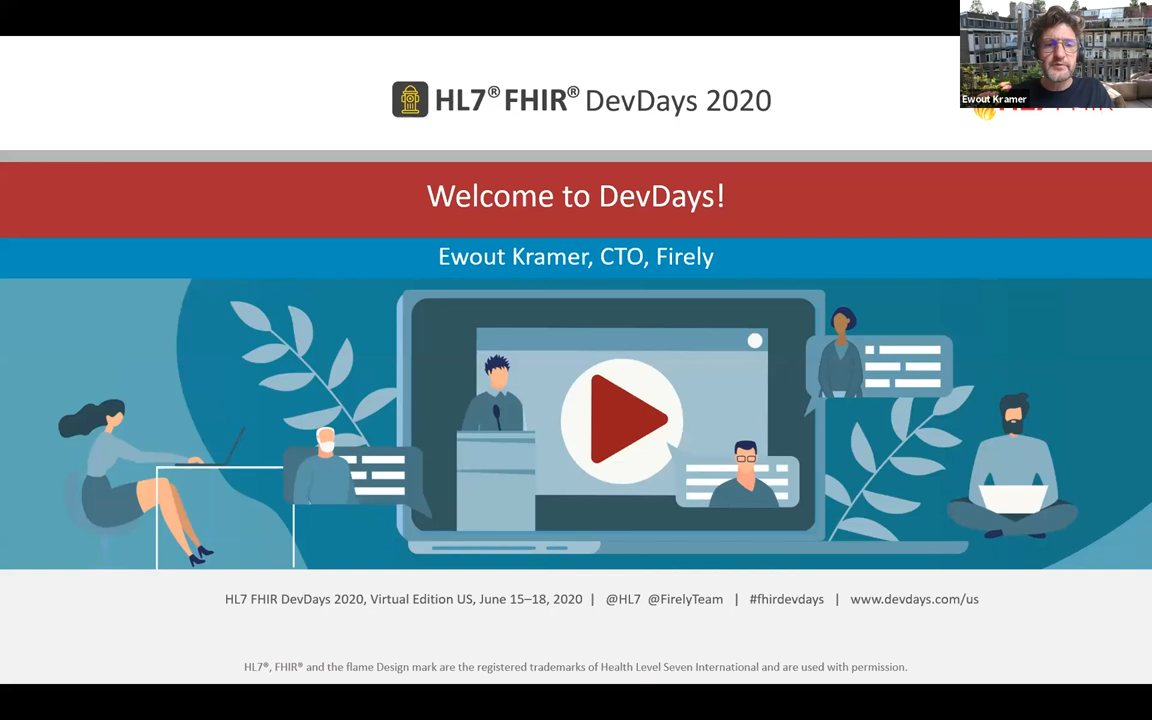 HL7® FHIR® DevDays 2020
Ewout Kramer
Welcome to DevDays!
Ewout Kramer, CTO, Firely
HL7 FHIR DevDays 2020, Virtual Edition US, June 15–18, 2020 | @HL7 @FirelyTeam | #fhirdevdays | www.devdays.com/us
HL7®, FHIR® and the flame Design mark are the registered trademarks of Health Level Seven International and are used with permission.